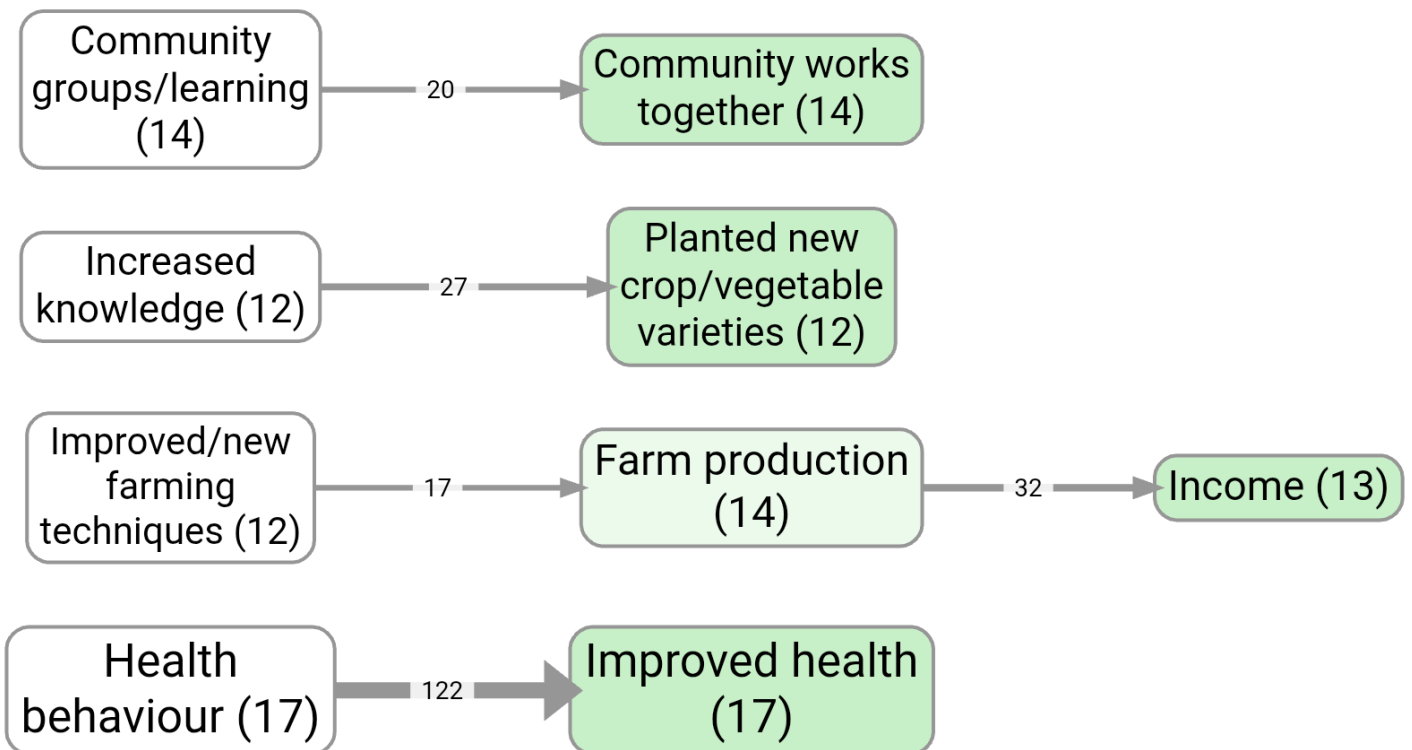 Community
groups/learning
(14)
20
Community works
together (14)
Increased
knowledge (12)
27
Planted new
crop/vegetable
varieties (12)
Improved/new
farming
techniques (12)
17
Farm production
(14)
32
Income (13)
Health
behaviour (17)
122
Improved health
(17)